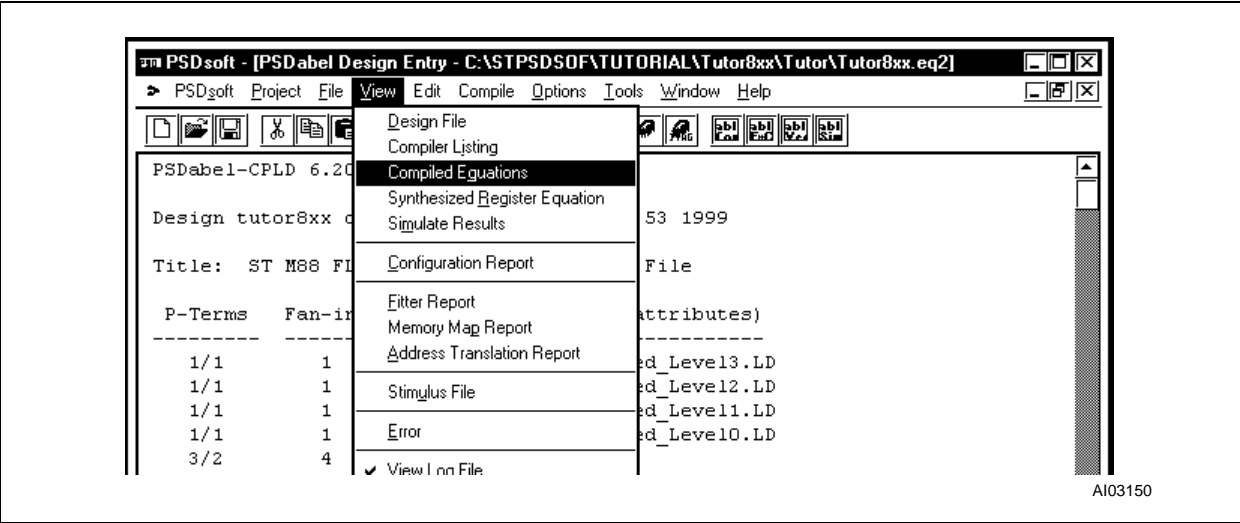 PSDsoft - [PSDabel Design Entry - C:\STPSDSOF\TUTORIAL\Tutor8xx\Tutor\Tutor8xx.eq2]
PSDsoft Project File View Edit Compile Options Tools Window Help
Design File
Compiler Listing
Compiled Equations
Synthesized Register Equation
Simulate Results
Configuration Report
Fitter Report
Memory Map Report
Address Translation Report
Stimulus File
Error
✓ View Log File
PSDabel-CPLD 6.20
Design tutor8xx 53 1999
Title: ST M88 File
P-Terms Fan-in attributes)
--------- ----- -----------
1/1 1 ed_Level3.LD
1/1 1 ed_Level2.LD
1/1 1 ed_Level1.LD
1/1 1 ed_Level0.LD
3/2 4
AI03150